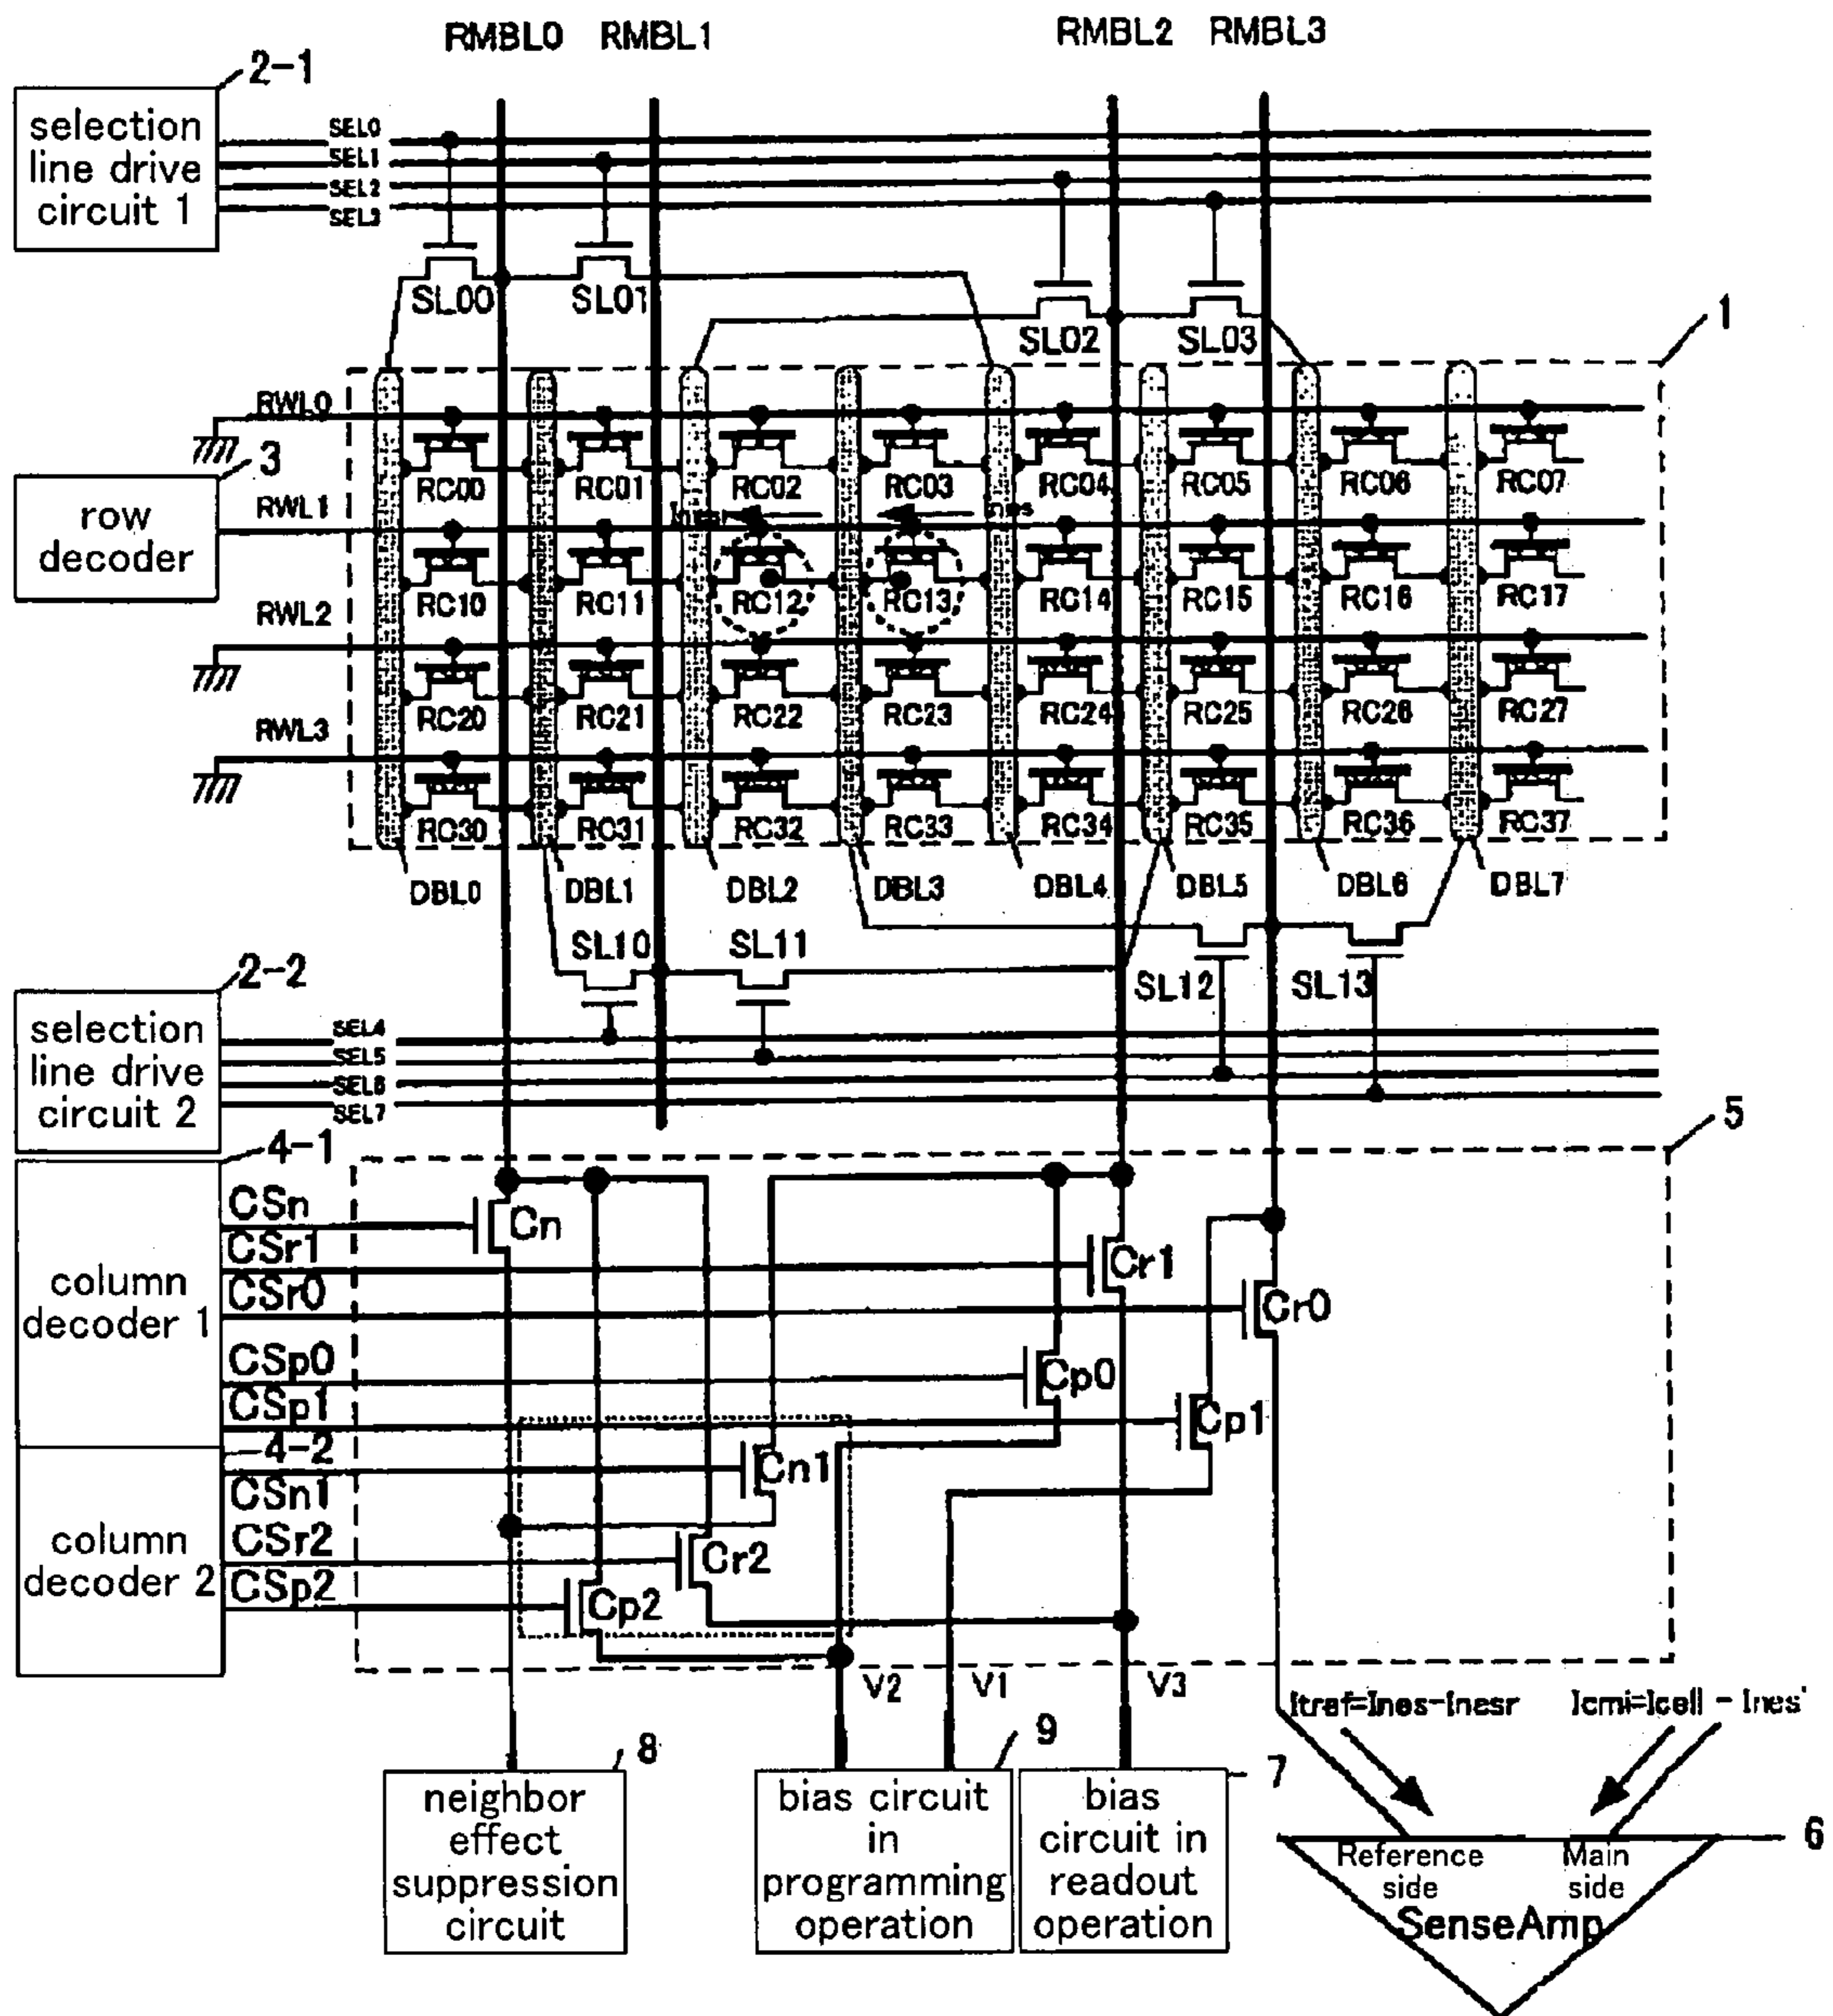 RMBL0 RMBL1 RMBL2 RMBL3
2-1
selection
line drive
circuit 1
SEL0
SEL1
SEL2
SEL3
SL00 SL01
SL02 SL03
1
RWL0
RC00 RC01 RC02 RC03 RC04 RC05 RC06 RC07
3
row
decoder
RWL1
Ines
RC10 RC11 RC12 RC13 RC14 RC15 RC16 RC17
RWL2
RC20 RC21 RC22 RC23 RC24 RC25 RC26 RC27
RWL3
RC30 RC31 RC32 RC33 RC34 RC35 RC36 RC37
DBL0 DBL1 DBL2 DBL3 DBL4 DBL5 DBL6 DBL7
SL10 SL11
SL12 SL13
2-2
selection
line drive
circuit 2
SEL4
SEL5
SEL6
SEL7
5
4-1
column
decoder 1
CSn
CSr1
CSr0
CSp0
CSp1
Cn
Cr1
Cr0
Cp0
Cp1
4-2
column
decoder 2
CSn1
CSr2
CSp2
Cn1
Cr2
Cp2
V2 V1 V3
Itref=Ines-Inesr Icmi=Icell - Ines'
8
neighbor
effect
suppression
circuit
9
bias circuit
in
programming
operation
7
bias
circuit in
readout
operation
6
Reference
side
Main
side
SenseAmp